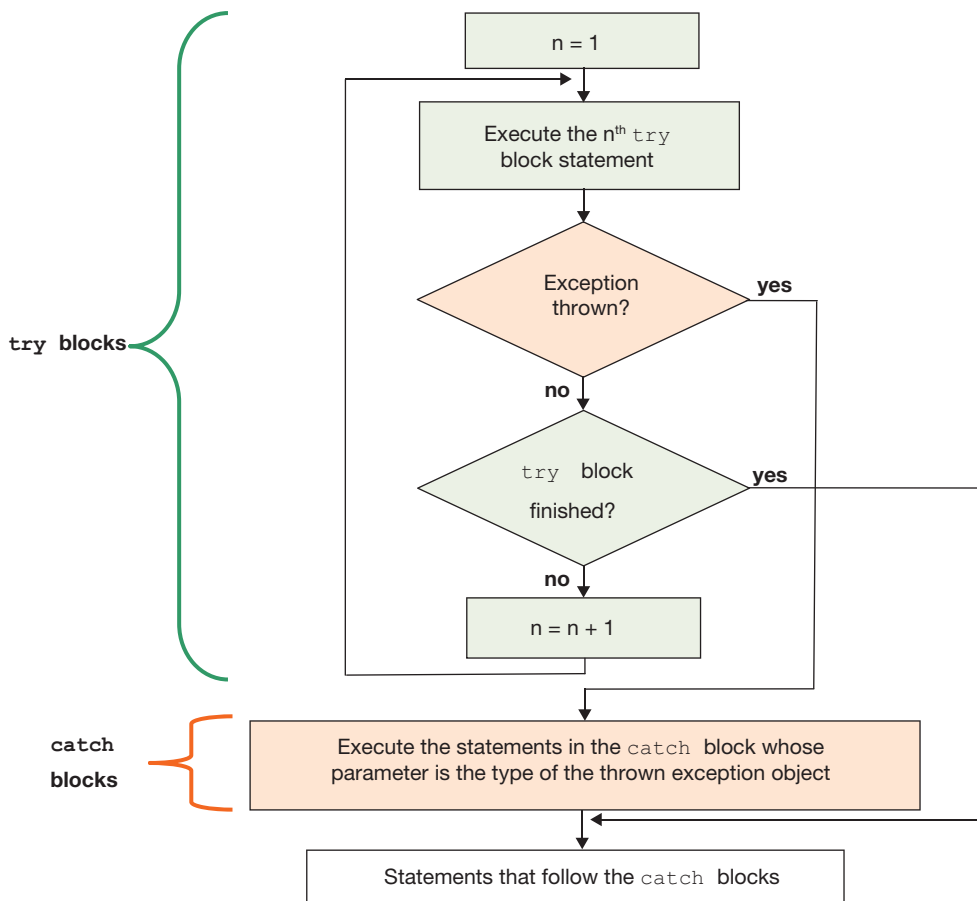 n = 1
Execute the nth try
block statement
Exception
thrown?
yes
no
try blocks
try block
finished?
yes
no
n = n + 1
catch
blocks
Execute the statements in the catch block whose
parameter is the type of the thrown exception object
Statements that follow the catch blocks